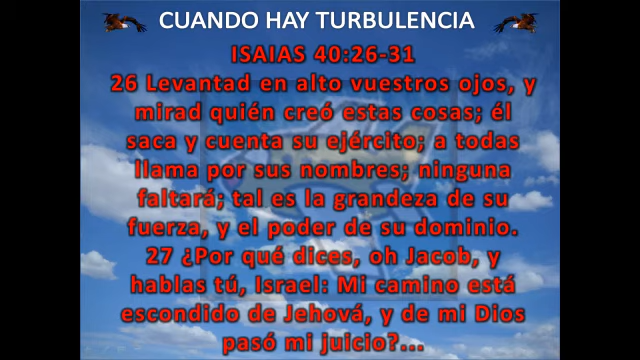 CUANDO HAY TURBULENCIA
ISAIAS 40:26-31
26 Levantad en alto vuestros ojos, y
mirad quién creó estas cosas; él
saca y cuenta su ejército; a todas
llama por sus nombres; ninguna
faltará; tal es la grandeza de su
fuerza, y el poder de su dominio.
27 ¿Por qué dices, oh Jacob, y
hablas tú, Israel: Mi camino está
escondido de Jehová, y de mi Dios
pasó mi juicio?...